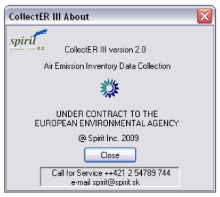 CollectER III About
spirit a.s.
CollectER III version 2.0
Air Emission Inventory Data Collection
UNDER CONTRACT TO THE
EUROPEAN ENVIRONMENTAL AGENCY
@ Spirit Inc. 2009
Close
Call for Service ++421 2 54789 744
e-mail spirit@spirit.sk